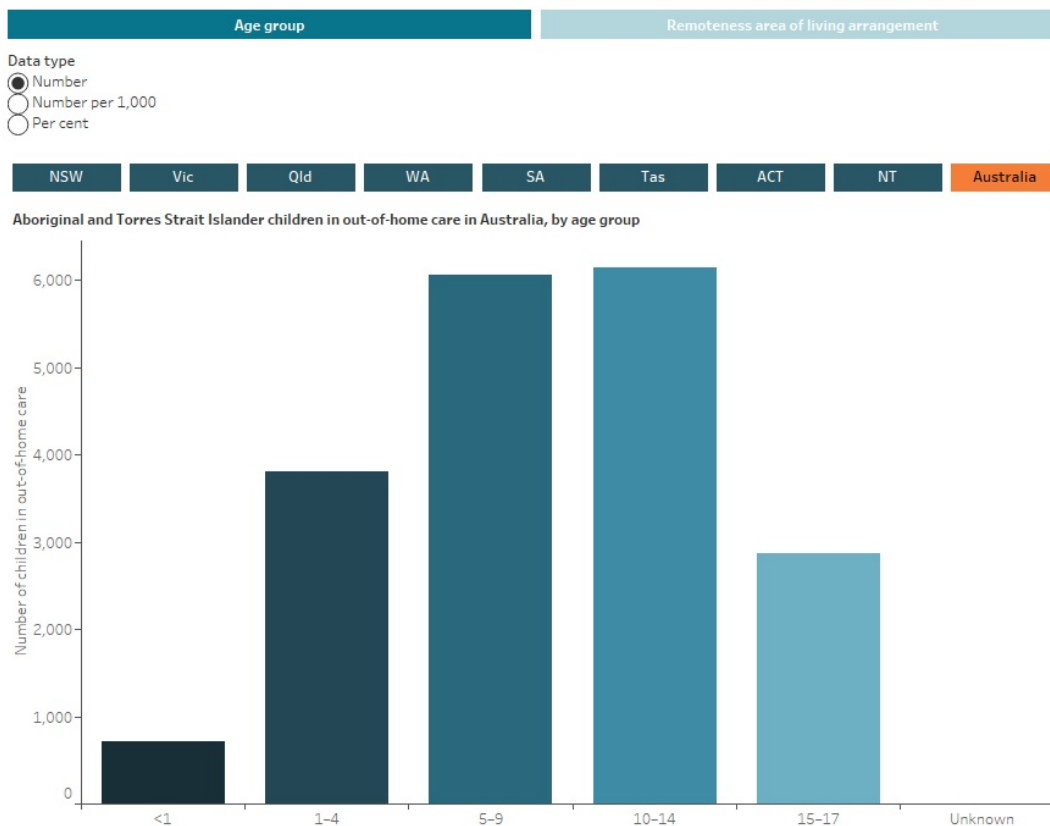 Age group
Remoteness area of living arrangement
Data type
Number
Number per 1,000
Per cent
NSW Vic Qld WA SA Tas ACT NT Australia
Aboriginal and Torres Strait Islander children in out-of-home care in Australia, by age group
Number of children in out-of-home care
6,000
5,000
4,000
3,000
2,000
1,000
0
<1 1–4 5–9 10–14 15–17 Unknown